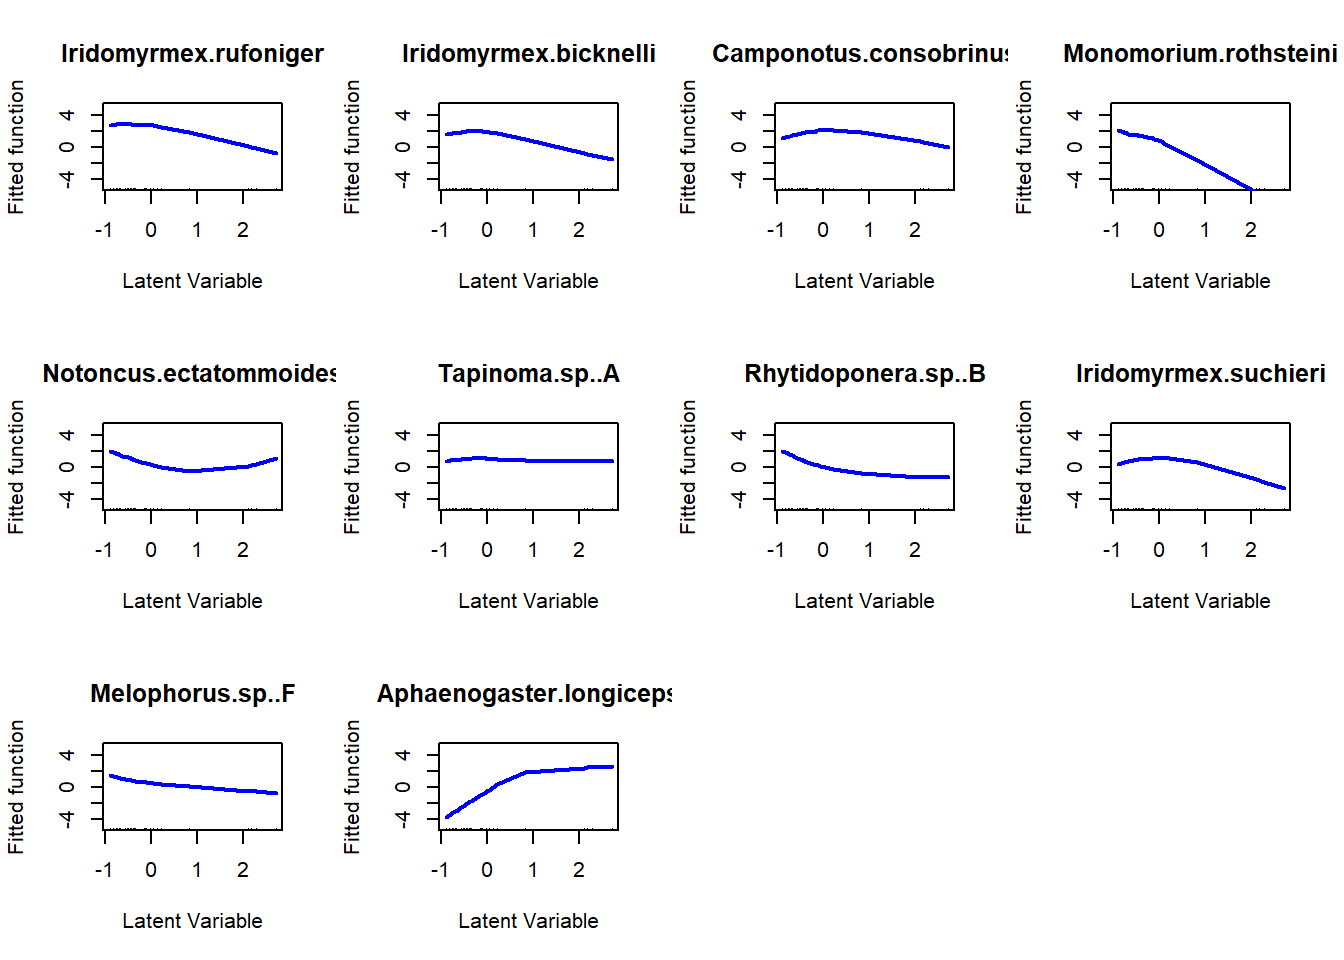 Iridomyrmex.rufoniger
Fitted function
4
0
-4
-1 0 1 2
Latent Variable
Iridomyrmex.bicknelli
Fitted function
4
0
-4
-1 0 1 2
Latent Variable
Camponotus.consobrinus
Fitted function
4
0
-4
-1 0 1 2
Latent Variable
Monomorium.rothsteini
Fitted function
4
0
-4
-1 0 1 2
Latent Variable
Notoncus.ectatommoides
Fitted function
4
0
-4
-1 0 1 2
Latent Variable
Tapinoma.sp..A
Fitted function
4
0
-4
-1 0 1 2
Latent Variable
Rhytidoponera.sp..B
Fitted function
4
0
-4
-1 0 1 2
Latent Variable
Iridomyrmex.suchieri
Fitted function
4
0
-4
-1 0 1 2
Latent Variable
Melophorus.sp..F
Fitted function
4
0
-4
-1 0 1 2
Latent Variable
Aphaenogaster.longiceps
Fitted function
4
0
-4
-1 0 1 2
Latent Variable